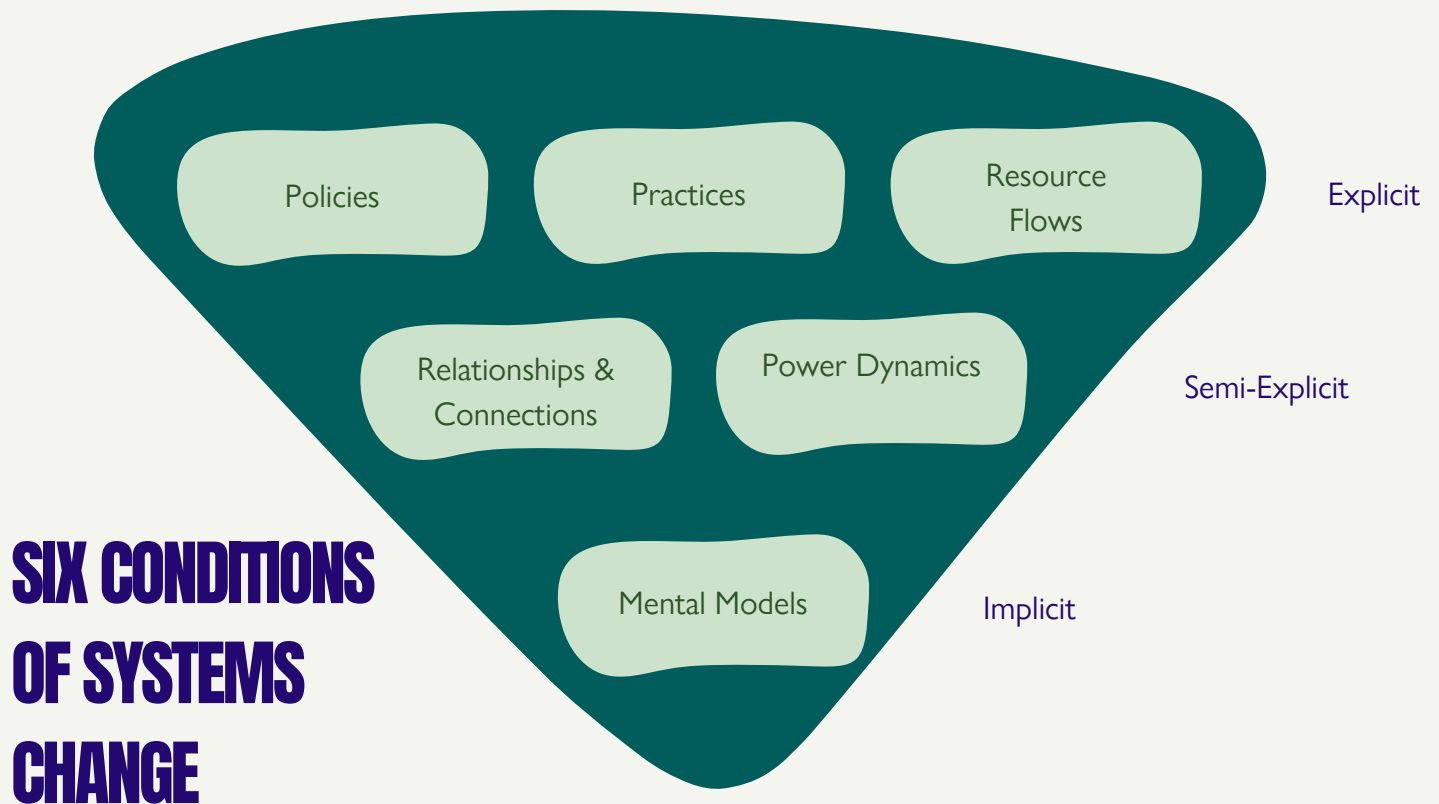 Policies
Practices
Resource
Flows
Explicit
Relationships &
Connections
Power Dynamics
Semi-Explicit
Mental Models
Implicit
SIX CONDITIONS
OF SYSTEMS
CHANGE